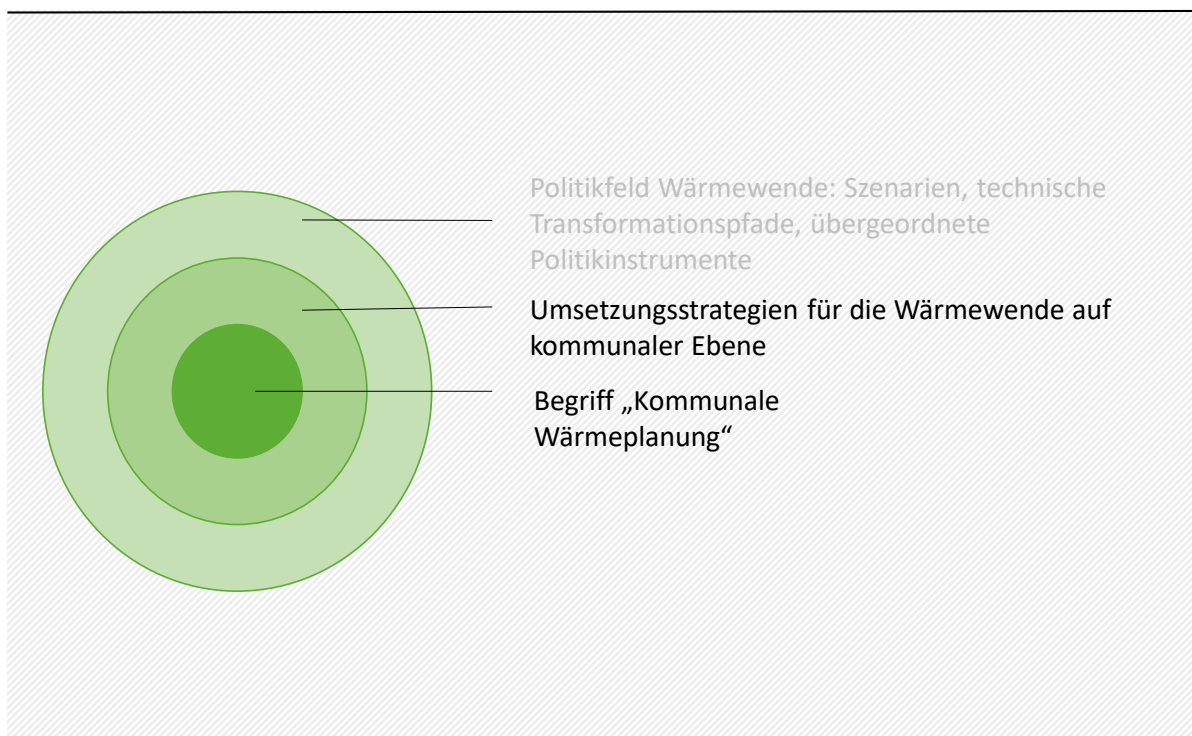 Politikfeld Wärmewende: Szenarien, technische
Transformationspfade, übergeordnete
Politikinstrumente
Umsetzungsstrategien für die Wärmewende auf
kommunaler Ebene
Begriff „Kommunale
Wärmeplanung“